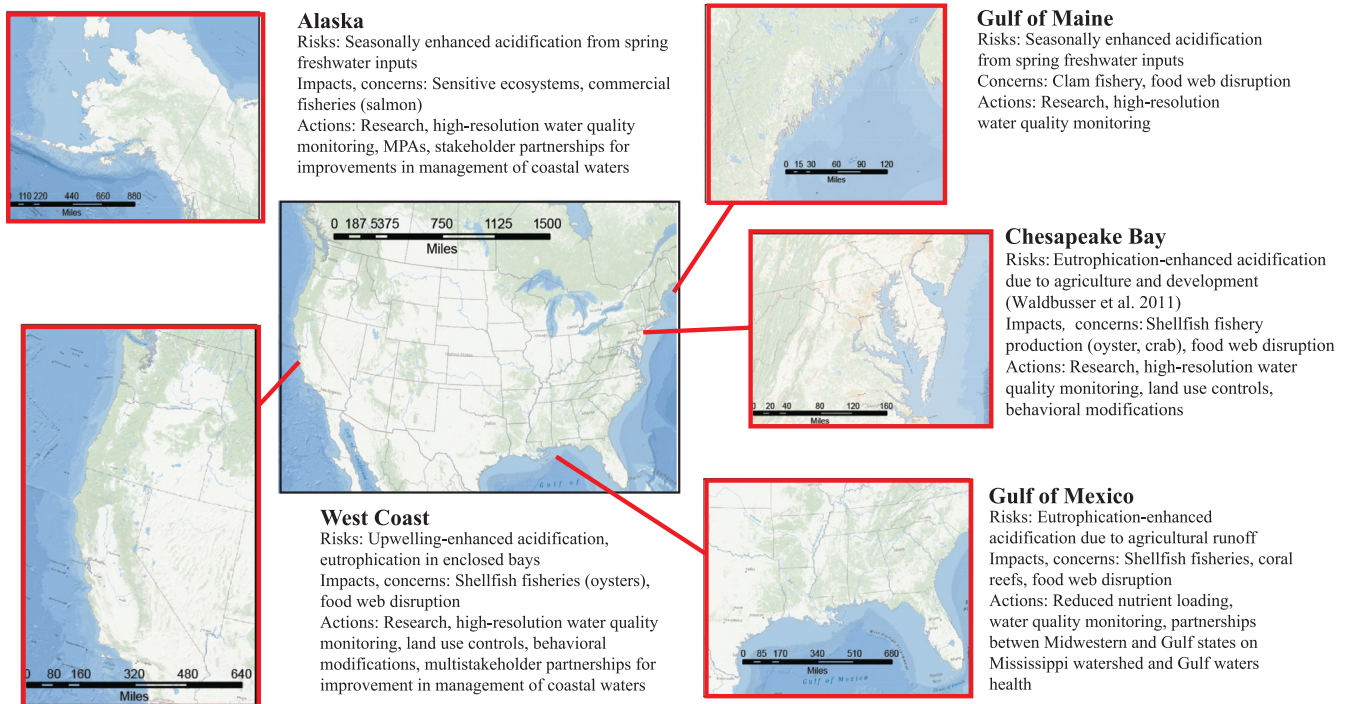 Alaska
Risks: Seasonally enhanced acidification from spring
freshwater inputs
Impacts, concerns: Sensitive ecosystems, commercial
fisheries (salmon)
Actions: Research, high-resolution water quality
monitoring, MPAs, stakeholder partnerships for
improvements in management of coastal waters
110 220 440 660 880
Miles
Gulf of Maine
Risks: Seasonally enhanced acidification
from spring freshwater inputs
Concerns: Clam fishery, food web disruption
Actions: Research, high-resolution
water quality monitoring
0 15 30 60 90 120
Miles
0 187 5375 750 1125 1500
Miles
United States
Gulf of
Chesapeake Bay
Risks: Eutrophication-enhanced acidification
due to agriculture and development
(Waldbusser et al. 2011)
Impacts, concerns: Shellfish fishery
production (oyster, crab), food web disruption
Actions: Research, high-resolution water
quality monitoring, land use controls,
behavioral modifications
0 20 40 80 120 160
Miles
West Coast
Risks: Upwelling-enhanced acidification,
eutrophication in enclosed bays
Impacts, concerns: Shellfish fisheries (oysters),
food web disruption
Actions: Research, high-resolution water quality
monitoring, land use controls, behavioral
modifications, multistakeholder partnerships for
improvement in management of coastal waters
0 80 160 320 480 640
Miles
Gulf of Mexico
Risks: Eutrophication-enhanced
acidification due to agricultural runoff
Impacts, concerns: Shellfish fisheries, coral
reefs, food web disruption
Actions: Reduced nutrient loading,
water quality monitoring, partnerships
betwen Midwestern and Gulf states on
Mississippi watershed and Gulf waters
health
0 85 170 340 510 680
Miles
Gulf of Mexico